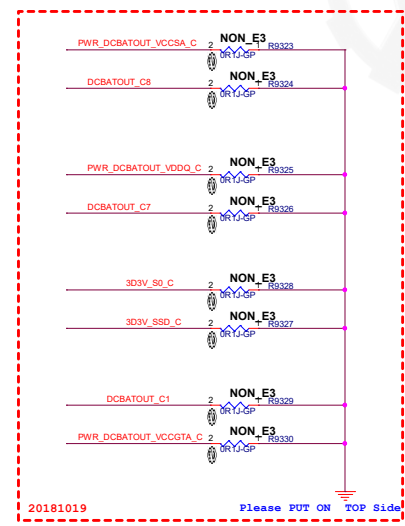 PWR_DCBATOUT_VCCSA_C 2 NON_E3 1 R9323
0R1J-GP
DCBATOUT_C8 2 NON_E3 1 R9324
0R1J-GP
PWR_DCBATOUT_VDDQ_C 2 NON_E3 1 R9325
0R1J-GP
DCBATOUT_C7 2 NON_E3 1 R9326
0R1J-GP
3D3V_S0_C 2 NON_E3 1 R9328
0R1J-GP
3D3V_SSD_C 2 NON_E3 1 R9327
0R1J-GP
DCBATOUT_C1 2 NON_E3 1 R9329
0R1J-GP
PWR_DCBATOUT_VCCGTA_C 2 NON_E3 1 R9330
0R1J-GP
20181019 Please PUT ON TOP Side